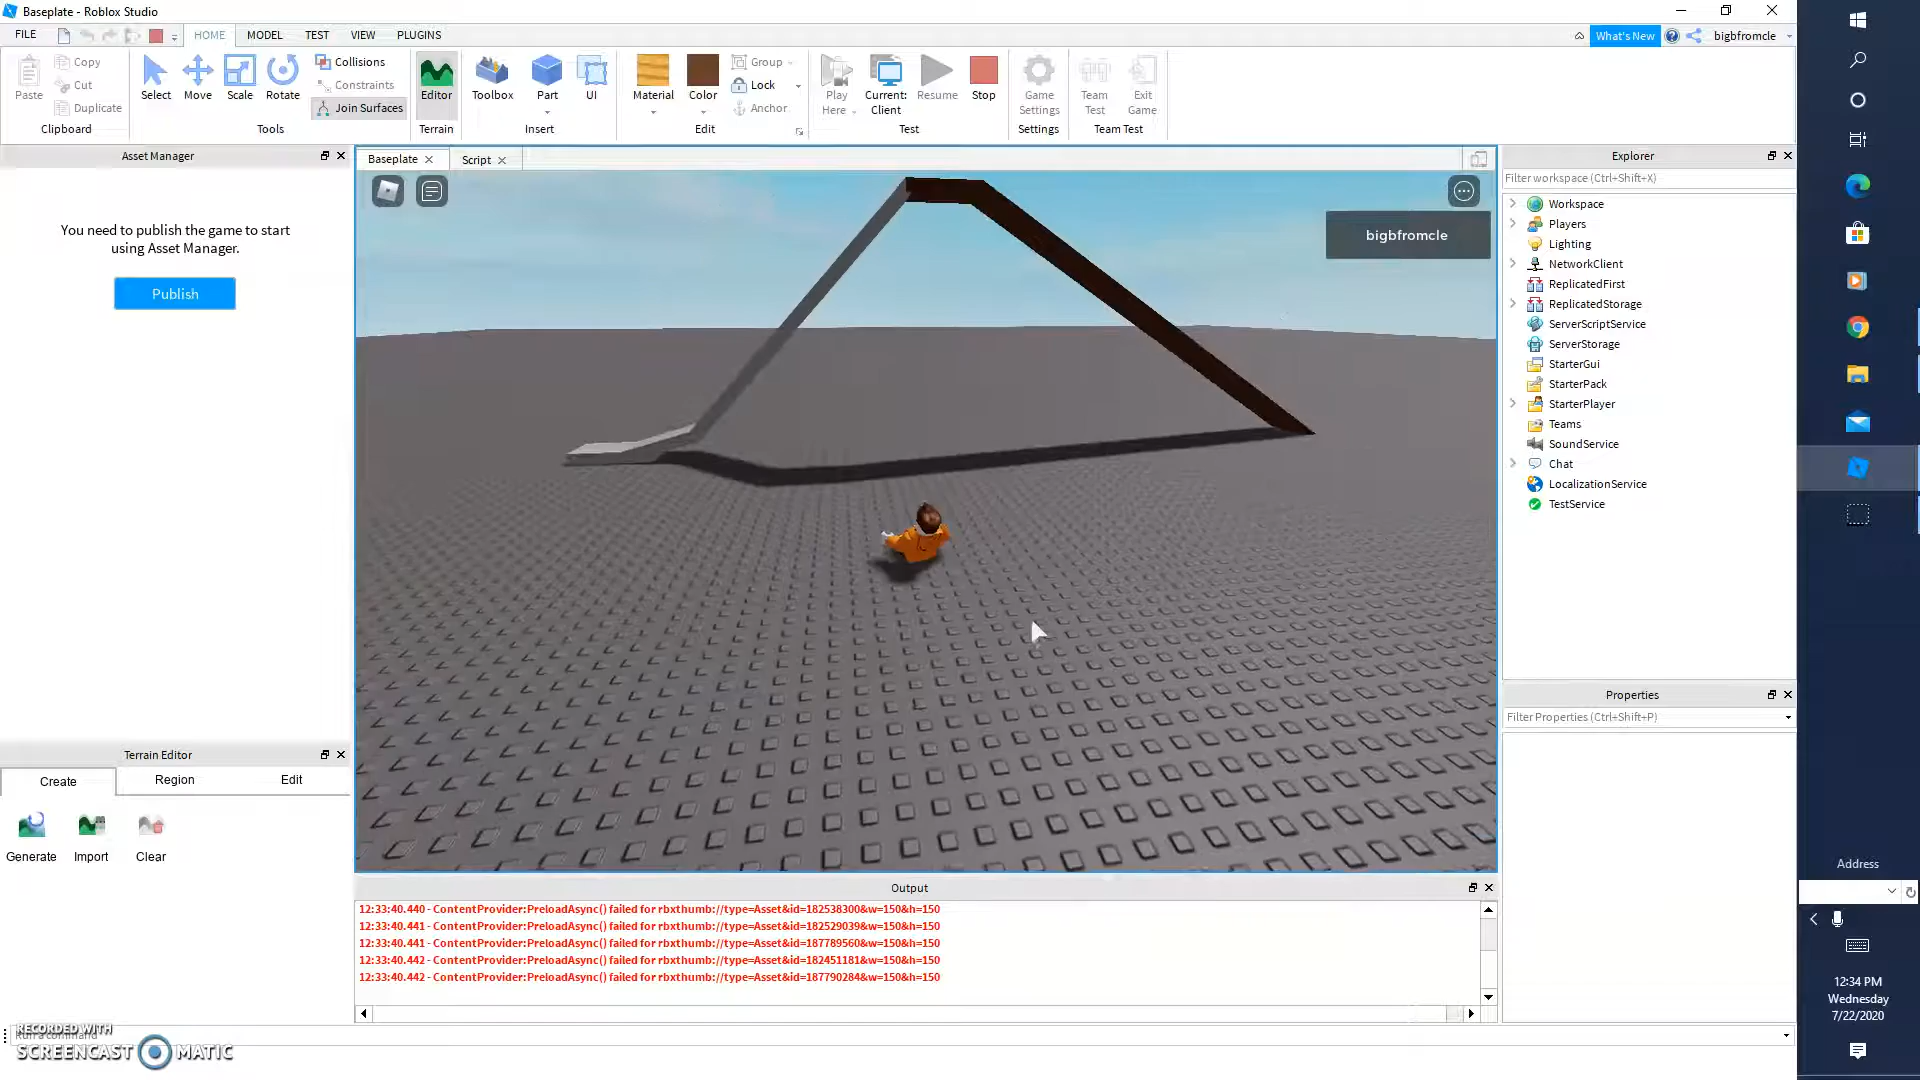 Baseplate - Roblox Studio
FILE HOME MODEL TEST VIEW PLUGINS What's New bigbfromcle
Paste Copy Cut Duplicate
Clipboard
Select Move Scale Rotate
Collisions
Constraints
Join Surfaces
Tools
Editor
Terrain
Toolbox Part UI
Insert
Material Color
Group
Lock
Anchor
Edit
Play Here Current: Client Resume Stop
Test
Game Settings
Settings
Team Test Exit Game
Team Test
Asset Manager
You need to publish the game to start
using Asset Manager.
Publish
Baseplate Script
bigbfromcle
Explorer
Filter workspace (Ctrl+Shift+X)
Workspace
Players
Lighting
NetworkClient
ReplicatedFirst
ReplicatedStorage
ServerScriptService
ServerStorage
StarterGui
StarterPack
StarterPlayer
Teams
SoundService
Chat
LocalizationService
TestService
Properties
Filter Properties (Ctrl+Shift+P)
Terrain Editor
Create Region Edit
Generate Import Clear
Output
12:33:40.440 - ContentProvider:PreloadAsync() failed for rbxthumb://type=Asset&id=182538300&w=150&h=150
12:33:40.441 - ContentProvider:PreloadAsync() failed for rbxthumb://type=Asset&id=182529039&w=150&h=150
12:33:40.441 - ContentProvider:PreloadAsync() failed for rbxthumb://type=Asset&id=187789560&w=150&h=150
12:33:40.442 - ContentProvider:PreloadAsync() failed for rbxthumb://type=Asset&id=182451181&w=150&h=150
12:33:40.442 - ContentProvider:PreloadAsync() failed for rbxthumb://type=Asset&id=187790284&w=150&h=150
Run a command
RECORDED WITH
SCREENCAST MATIC
Address
12:34 PM
Wednesday
7/22/2020